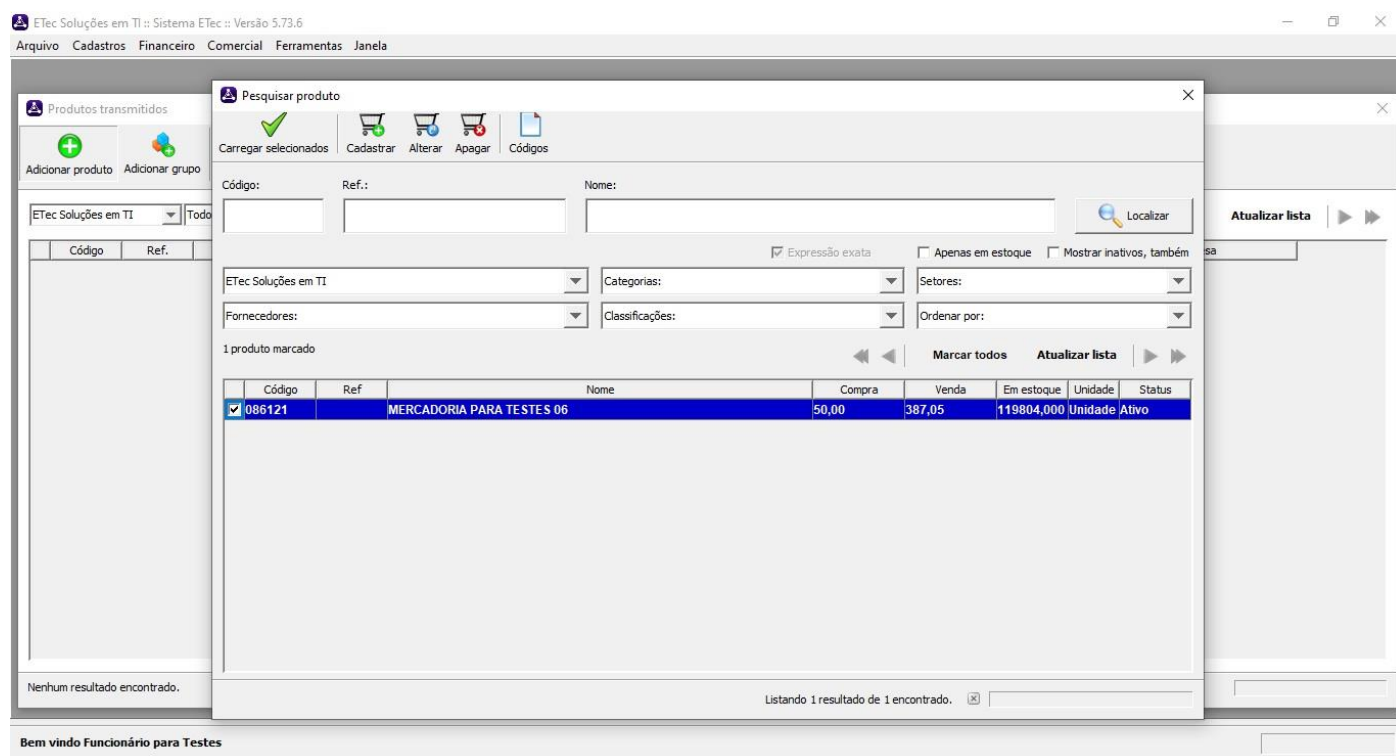 ETec Soluções em TI :: Sistema ETec :: Versão 5.73.6
Arquivo Cadastros Financeiro Comercial Ferramentas Janela
Produtos transmitidos
Adicionar produto Adicionar grupo
ETec Soluções em TI Todo
Código Ref.
Nenhum resultado encontrado.
Pesquisar produto
Carregar selecionados Cadastrar Alterar Apagar Códigos
Código: Ref.: Nome:
Localizar
Expressão exata Apenas em estoque Mostrar inativos, também
ETec Soluções em TI Categorias: Setores:
Fornecedores: Classificações: Ordenar por:
1 produto marcado Marcar todos Atualizar lista
Código Ref Nome Compra Venda Em estoque Unidade Status
086121 MERCADORIA PARA TESTES 06 50,00 387,05 119804,000 Unidade Ativo
Listando 1 resultado de 1 encontrado.
Atualizar lista
sa
Bem vindo Funcionário para Testes